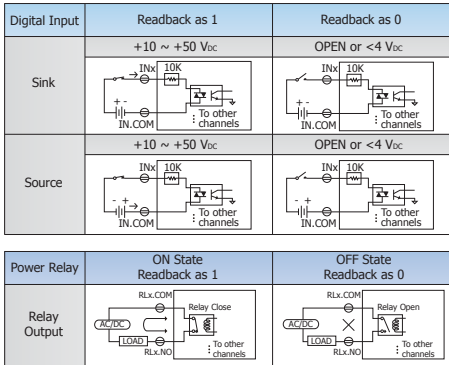 Digital Input
Readback as 1
Readback as 0
Sink
+10 ~ +50 VDC
OPEN or <4 VDC
INx 10K
+ -
IN.COM
To other
channels
INx 10K
+ -
IN.COM
To other
channels
Source
+10 ~ +50 VDC
OPEN or <4 VDC
INx 10K
- +
IN.COM
To other
channels
INx 10K
- +
IN.COM
To other
channels
Power Relay
ON State
Readback as 1
OFF State
Readback as 0
Relay
Output
RLx.COM
Relay Close
AC/DC
LOAD
RLx.NO
To other
channels
RLx.COM
Relay Open
AC/DC
LOAD
RLx.NO
To other
channels